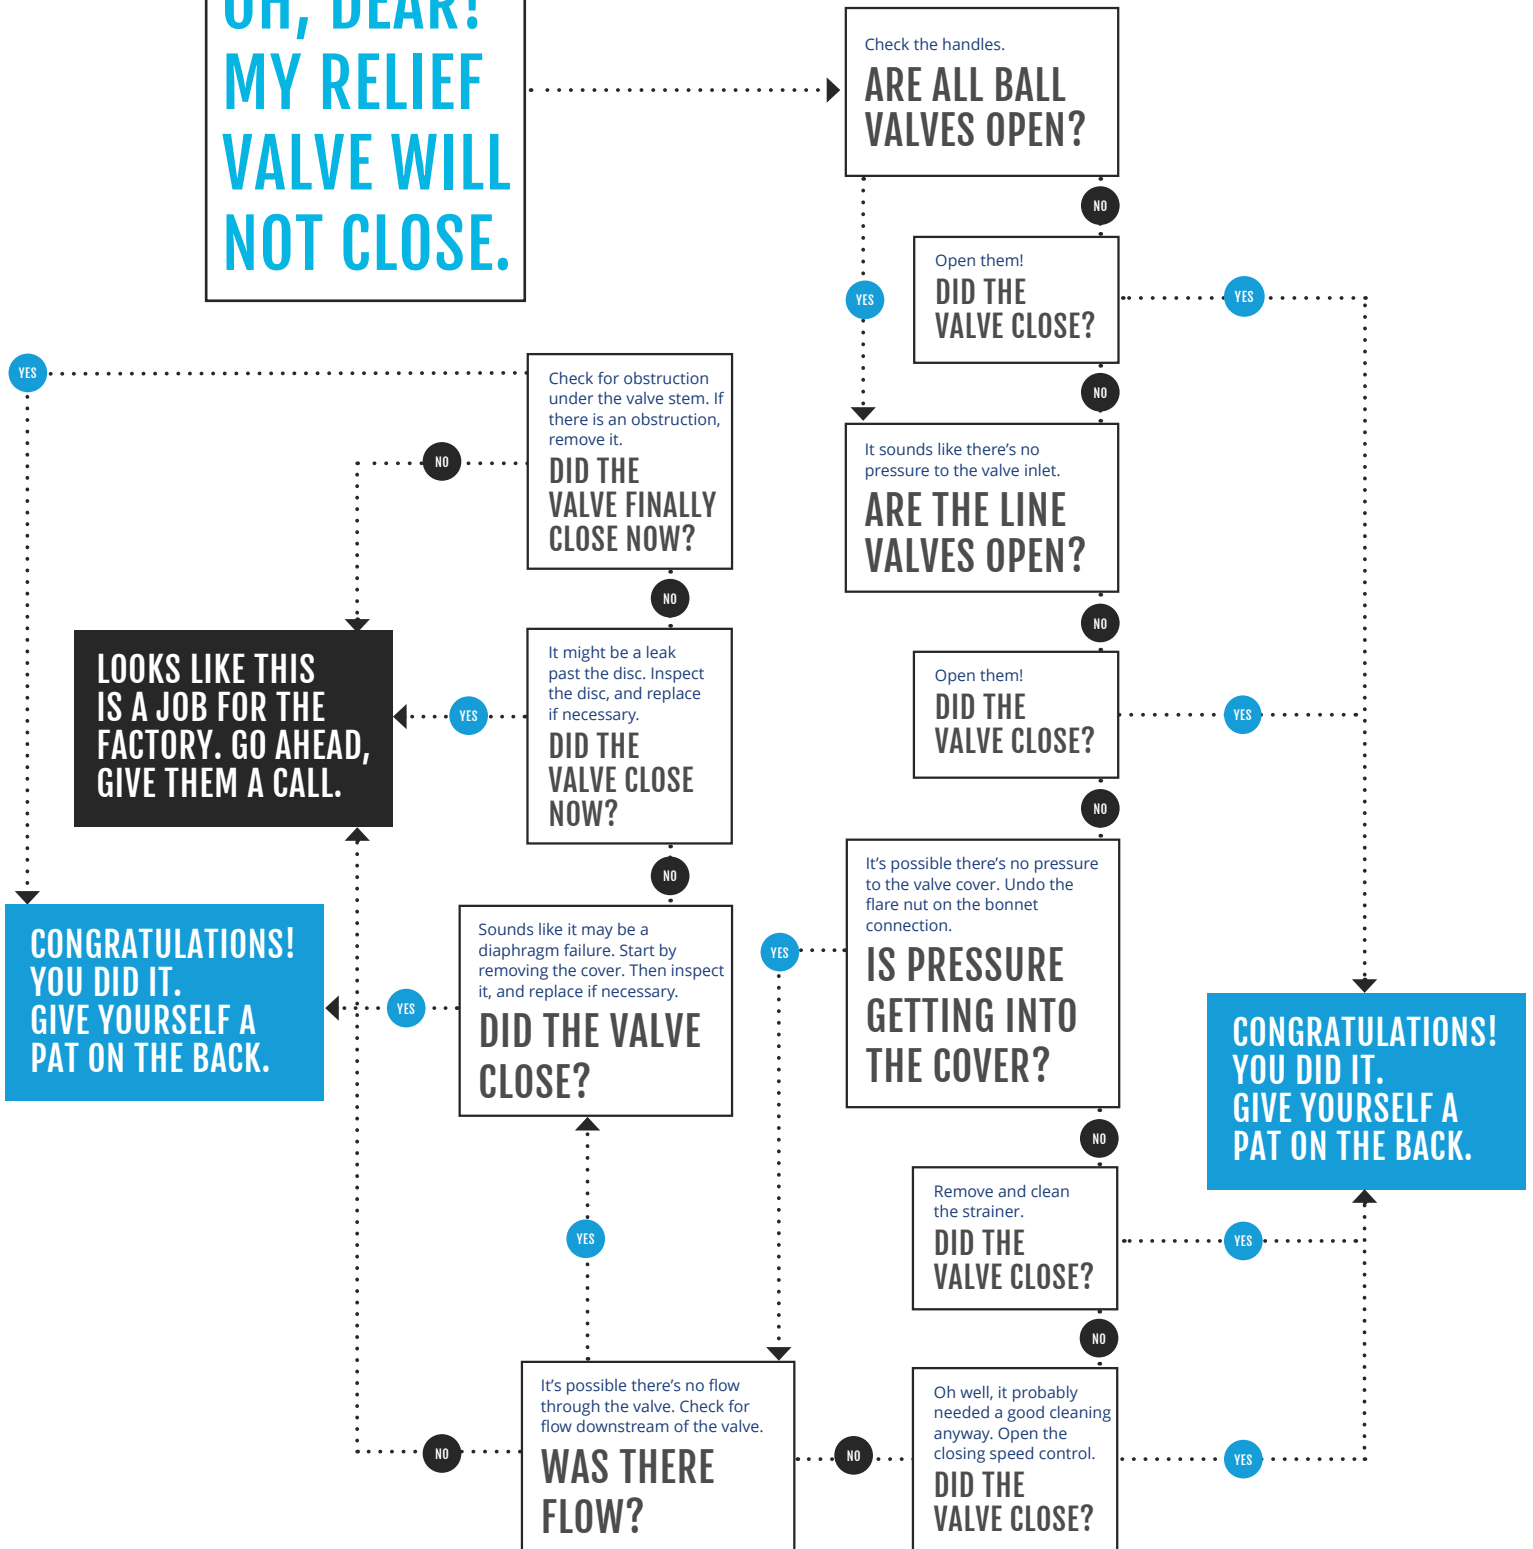 OH, DEAR!
MY RELIEF
VALVE WILL
NOT CLOSE.
Check the handles.
ARE ALL BALL
VALVES OPEN?
NO
YES
Open them!
DID THE
VALVE CLOSE?
YES
NO
It sounds like there’s no
pressure to the valve inlet.
ARE THE LINE
VALVES OPEN?
NO
Open them!
DID THE
VALVE CLOSE?
YES
NO
It’s possible there’s no pressure
to the valve cover. Undo the
flare nut on the bonnet
connection.
IS PRESSURE
GETTING INTO
THE COVER?
YES
NO
Remove and clean
the strainer.
DID THE
VALVE CLOSE?
YES
NO
Oh well, it probably
needed a good cleaning
anyway. Open the
closing speed control.
DID THE
VALVE CLOSE?
YES
NO
CONGRATULATIONS!
YOU DID IT.
GIVE YOURSELF A
PAT ON THE BACK.
It’s possible there’s no flow
through the valve. Check for
flow downstream of the valve.
WAS THERE
FLOW?
NO
YES
Sounds like it may be a
diaphragm failure. Start by
removing the cover. Then inspect
it, and replace if necessary.
DID THE VALVE
CLOSE?
YES
NO
It might be a leak
past the disc. Inspect
the disc, and replace
if necessary.
DID THE
VALVE CLOSE
NOW?
YES
NO
Check for obstruction
under the valve stem. If
there is an obstruction,
remove it.
DID THE
VALVE FINALLY
CLOSE NOW?
NO
YES
LOOKS LIKE THIS
IS A JOB FOR THE
FACTORY. GO AHEAD,
GIVE THEM A CALL.
CONGRATULATIONS!
YOU DID IT.
GIVE YOURSELF A
PAT ON THE BACK.